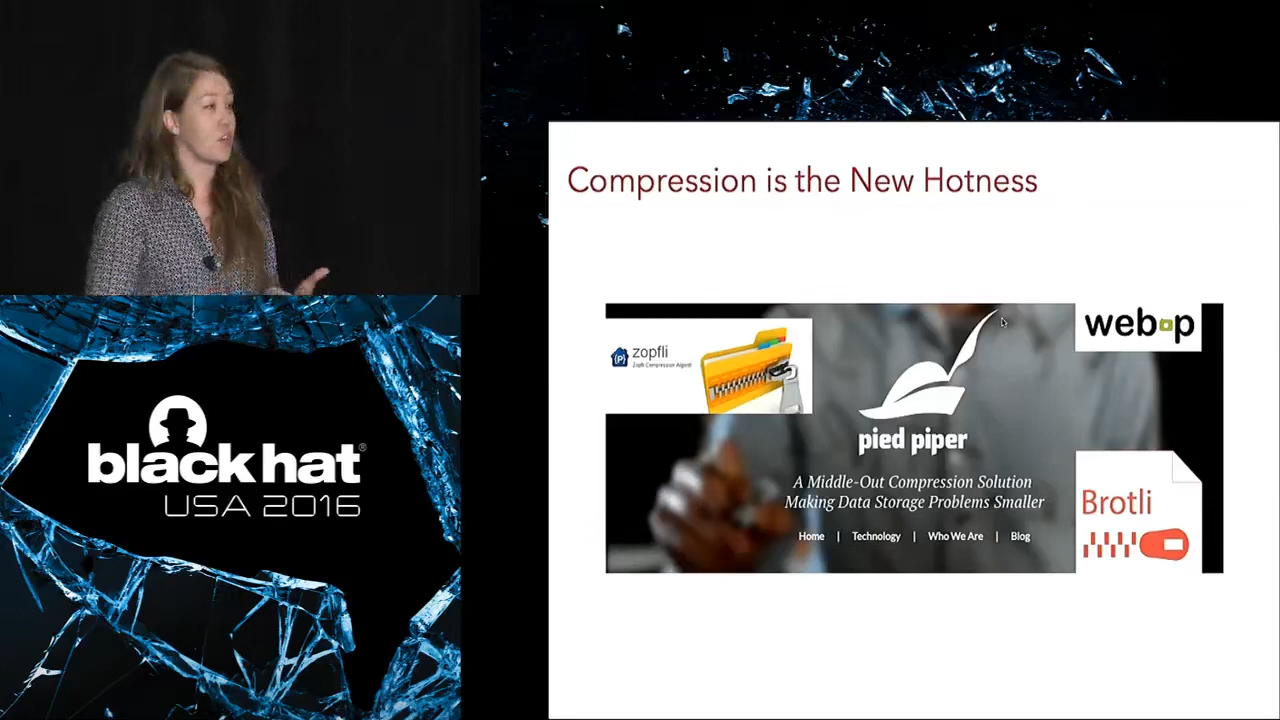 Compression is the New Hotness
zopfli
Zopfli Compression Algorit
webp
pied piper
A Middle-Out Compression Solution
Making Data Storage Problems Smaller
Home | Technology | Who We Are | Blog
Brotli
black hat®
USA 2016